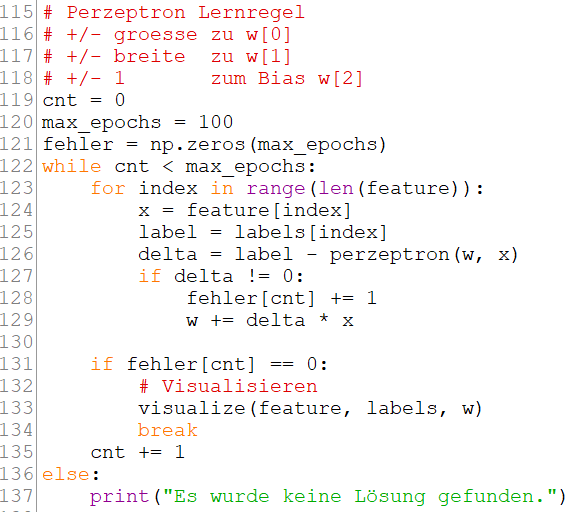 115 # Perzeptron Lernregel
116 # +/- groesse zu w[0]
117 # +/- breite  zu w[1]
118 # +/- 1       zum Bias w[2]
119 cnt = 0
120 max_epochs = 100
121 fehler = np.zeros(max_epochs)
122 while cnt < max_epochs:
123     for index in range(len(feature)):
124         x = feature[index]
125         label = labels[index]
126         delta = label - perzeptron(w, x)
127         if delta != 0:
128             fehler[cnt] += 1
129             w += delta * x
130
131     if fehler[cnt] == 0:
132         # Visualisieren
133         visualize(feature, labels, w)
134         break
135     cnt += 1
136 else:
137     print("Es wurde keine Lösung gefunden.")